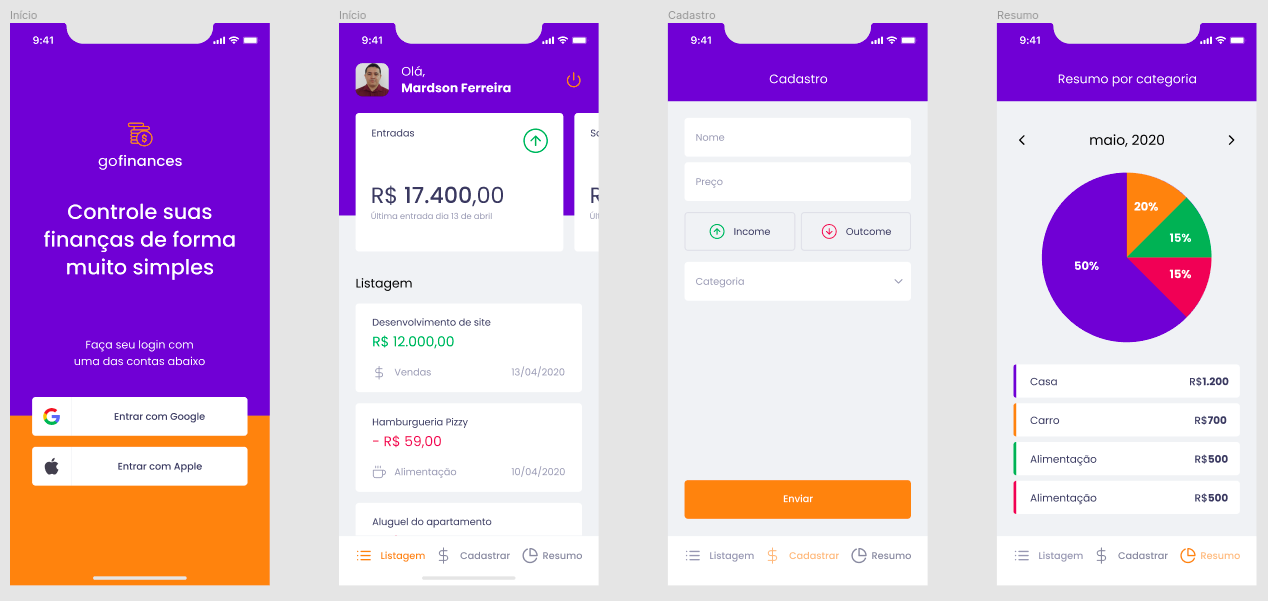 Início
9:41
gofinances
Controle suas
finanças de forma
muito simples
Faça seu login com
uma das contas abaixo
Entrar com Google
Entrar com Apple
Início
9:41
Olá,
Mardson Ferreira
Entradas
R$ 17.400,00
Última entrada dia 13 de abril
Listagem
Desenvolvimento de site
R$ 12.000,00
Vendas
13/04/2020
Hamburgueria Pizzy
- R$ 59,00
Alimentação
10/04/2020
Aluguel do apartamento
Listagem
Cadastrar
Resumo
Cadastro
9:41
Cadastro
Nome
Preço
Income
Outcome
Categoria
Enviar
Listagem
Cadastrar
Resumo
Resumo
9:41
Resumo por categoria
maio, 2020
20%
15%
50%
15%
Casa R$1.200
Carro R$700
Alimentação R$500
Alimentação R$500
Listagem
Cadastrar
Resumo